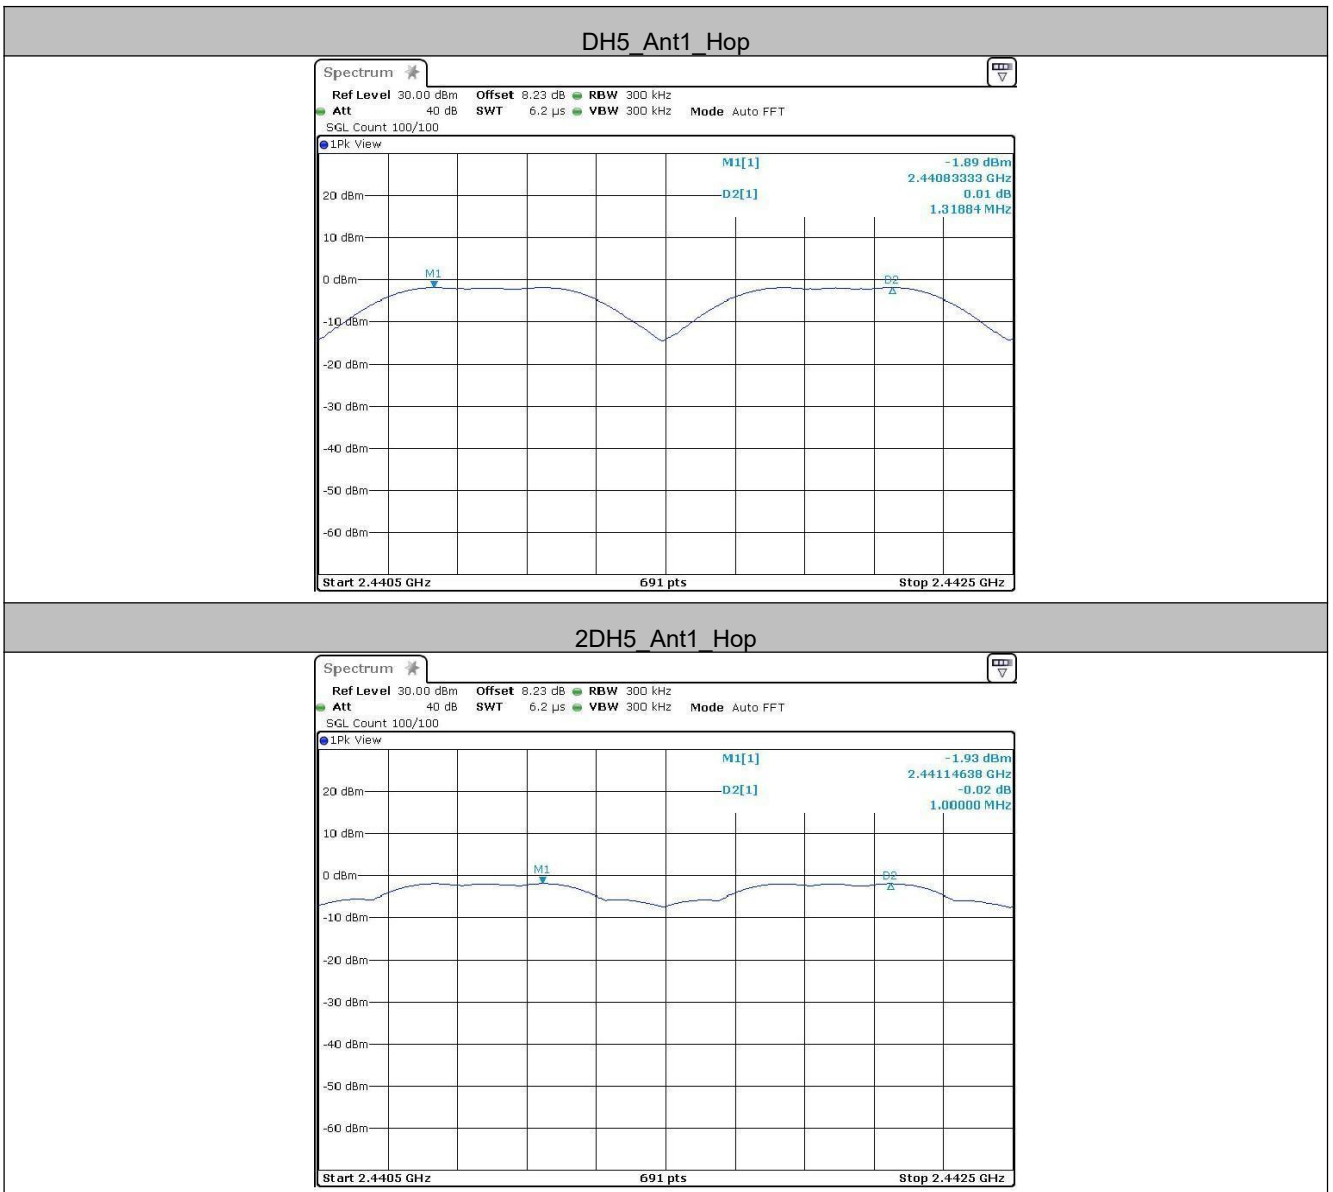 DH5_Ant1_Hop
Spectrum
Ref Level 30.00 dBm Offset 8.23 dB RBW 300 kHz
Att 40 dB SWT 6.2 µs VBW 300 kHz Mode Auto FFT
SGL Count 100/100
1Pk View
M1[1] -1.89 dBm
2.44083333 GHz
20 dBm D2[1] 0.01 dB
1.31884 MHz
10 dBm
M1
0 dBm D2
-10 dBm
-20 dBm
-30 dBm
-40 dBm
-50 dBm
-60 dBm
Start 2.4405 GHz 691 pts Stop 2.4425 GHz
2DH5_Ant1_Hop
Spectrum
Ref Level 30.00 dBm Offset 8.23 dB RBW 300 kHz
Att 40 dB SWT 6.2 µs VBW 300 kHz Mode Auto FFT
SGL Count 100/100
1Pk View
M1[1] -1.93 dBm
2.44114638 GHz
20 dBm D2[1] -0.02 dB
1.00000 MHz
10 dBm
M1
0 dBm D2
-10 dBm
-20 dBm
-30 dBm
-40 dBm
-50 dBm
-60 dBm
Start 2.4405 GHz 691 pts Stop 2.4425 GHz